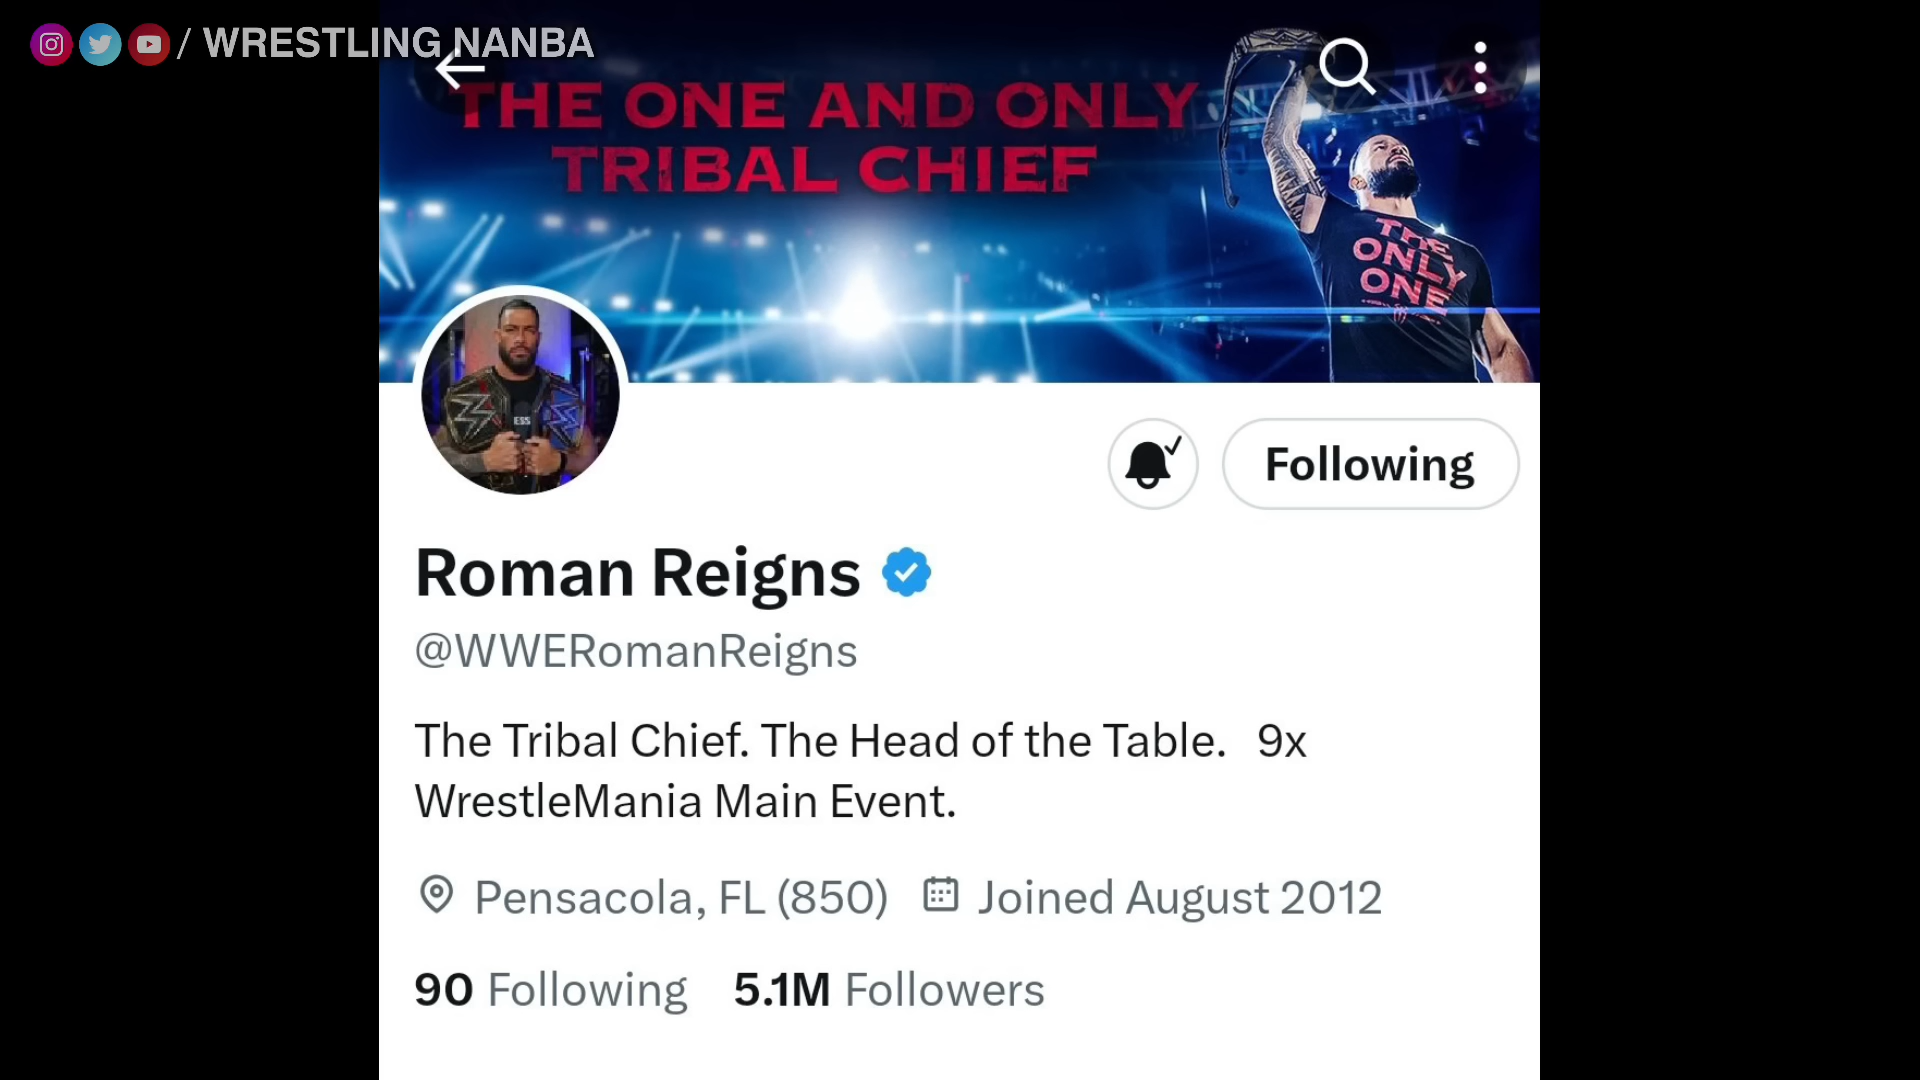 / WRESTLING NANBA
THE ONE AND ONLY
TRIBAL CHIEF
THE
ONLY
ONE
ESS
Following
Roman Reigns
@WWERomanReigns
The Tribal Chief. The Head of the Table. 9x
WrestleMania Main Event.
Pensacola, FL (850) Joined August 2012
90 Following 5.1M Followers